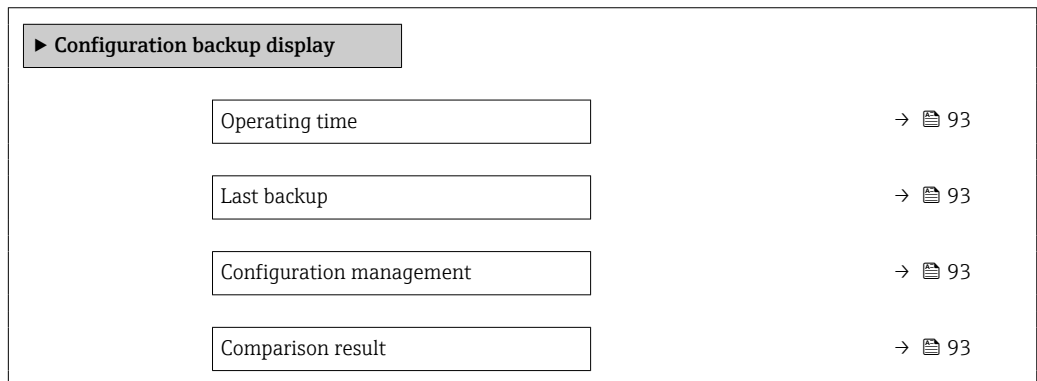 ► Configuration backup display
Operating time → 🖺 93
Last backup → 🖺 93
Configuration management → 🖺 93
Comparison result → 🖺 93